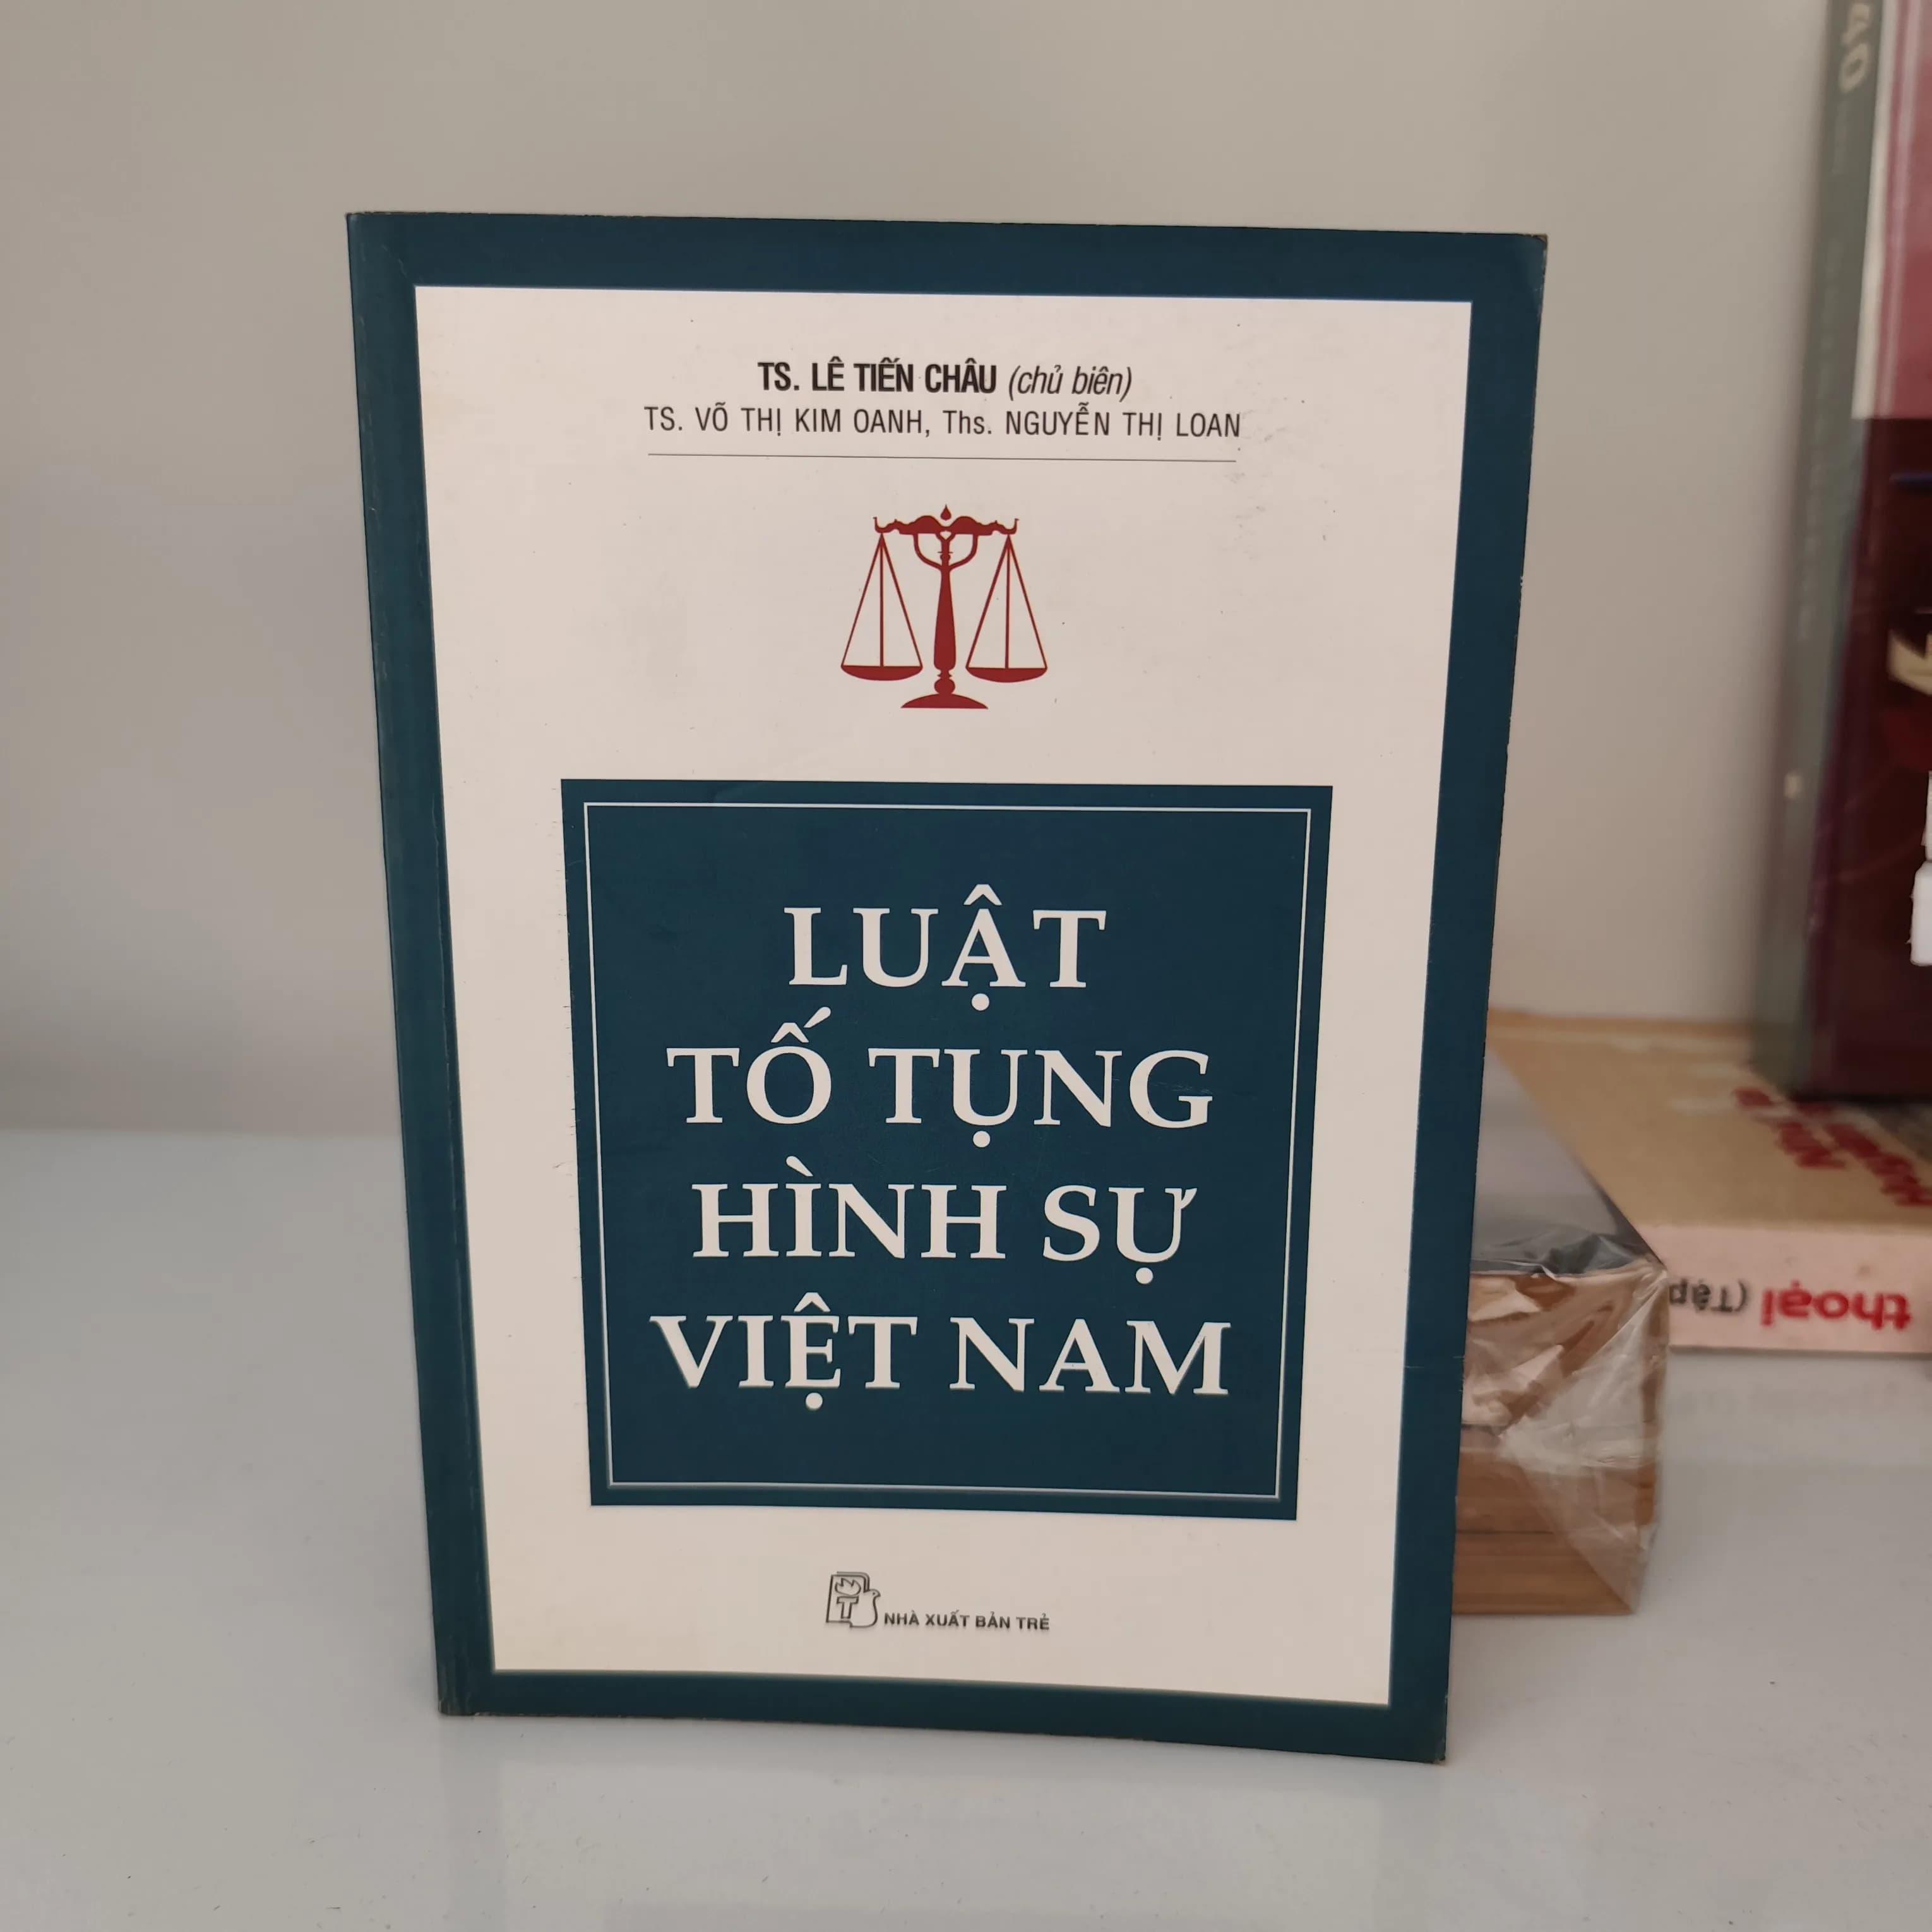 TS. LÊ TIẾN CHÂU (chủ biên)
TS. VÕ THỊ KIM OANH, Ths. NGUYỄN THỊ LOAN
LUẬT
TỐ TỤNG
HÌNH SỰ
VIỆT NAM
NHÀ XUẤT BẢN TRẺ
thoại (Tập